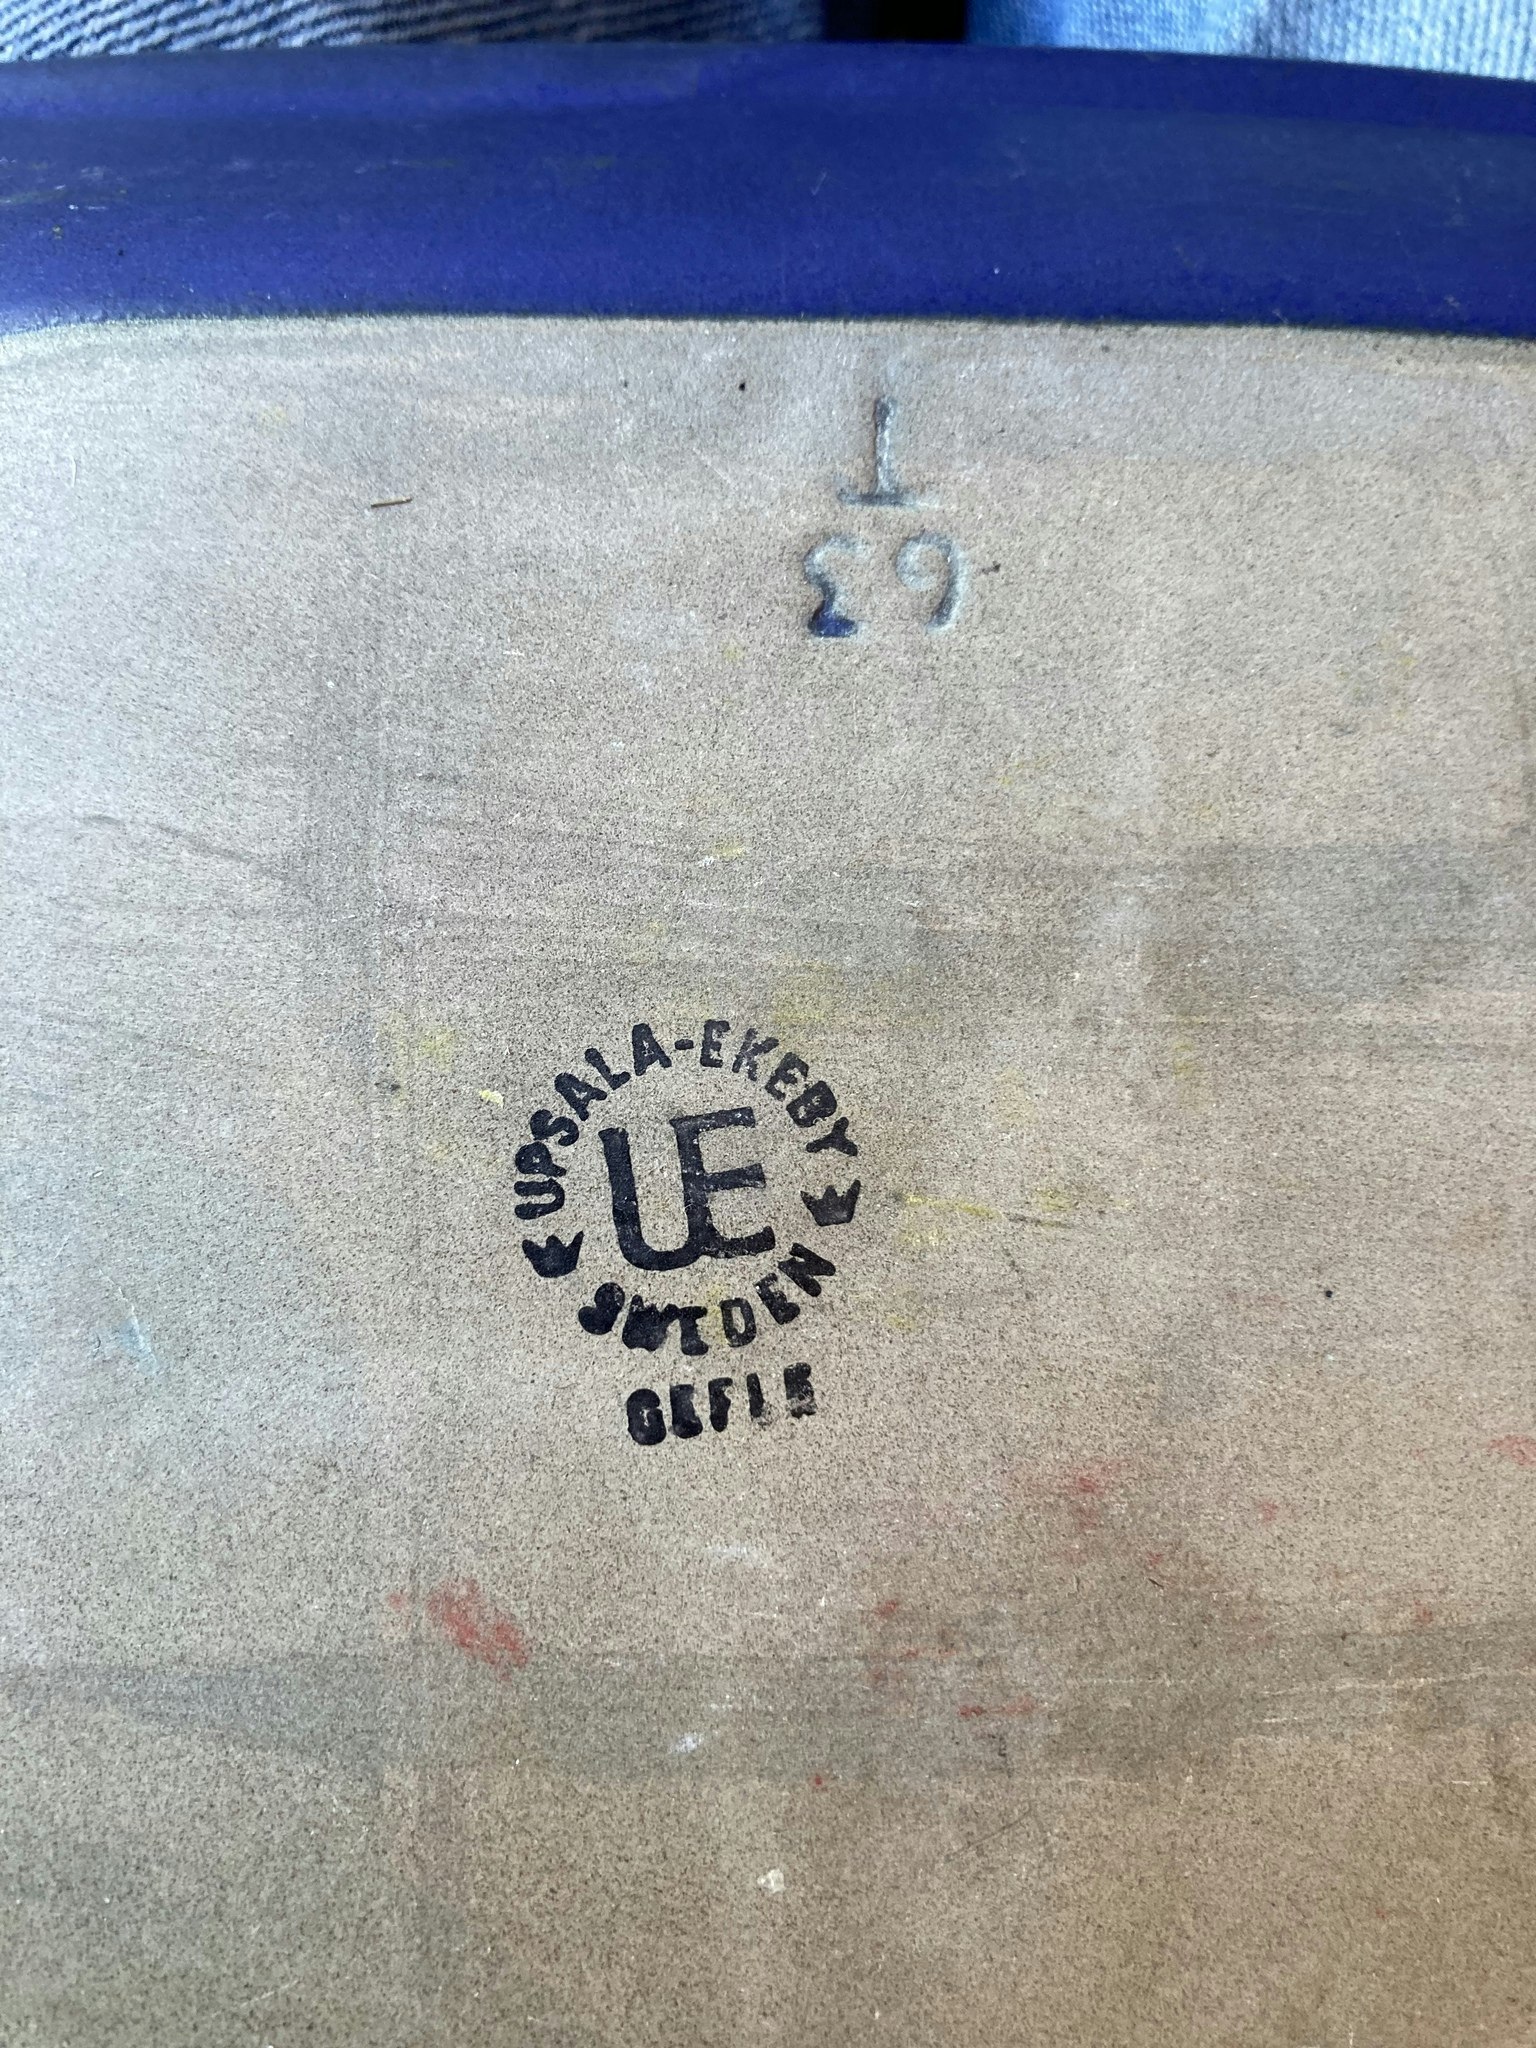 63
T
UPSALA-EKEBY
UE
SWEDEN
GEFLE